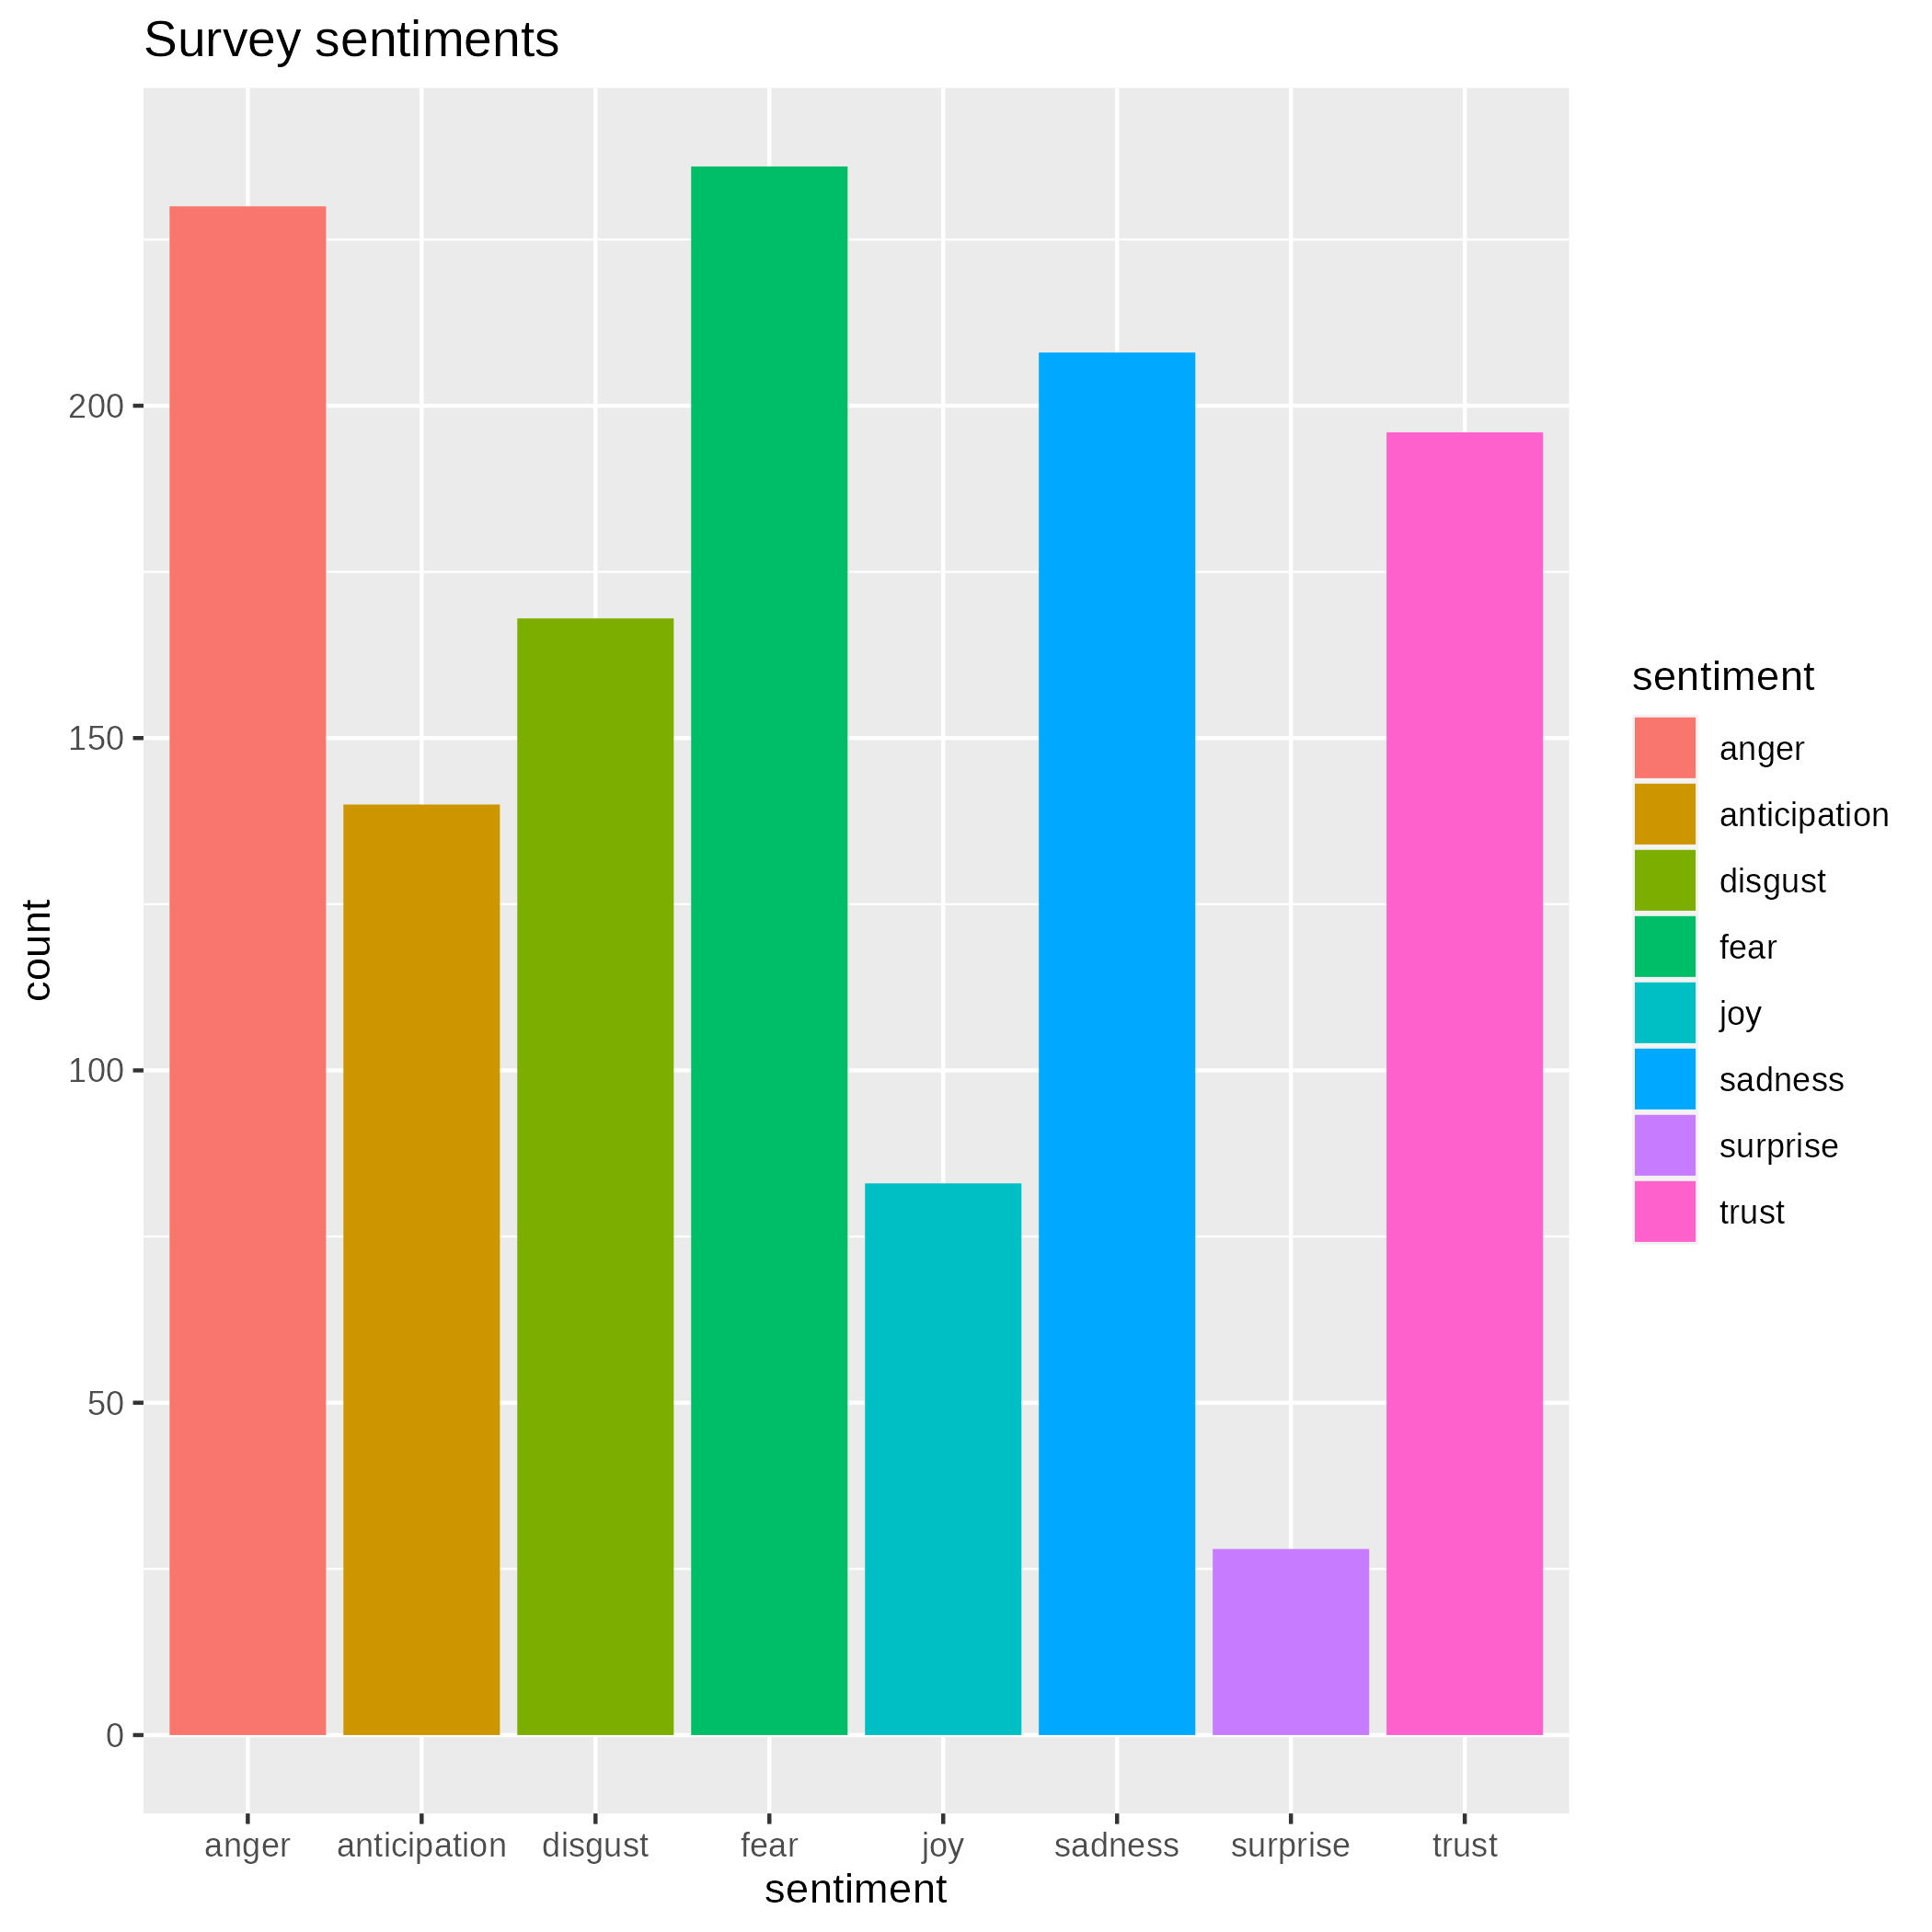 Survey sentiments
200
150
100
50
0
count
anger anticipation disgust fear joy sadness surprise trust
sentiment
sentiment
anger
anticipation
disgust
fear
joy
sadness
surprise
trust